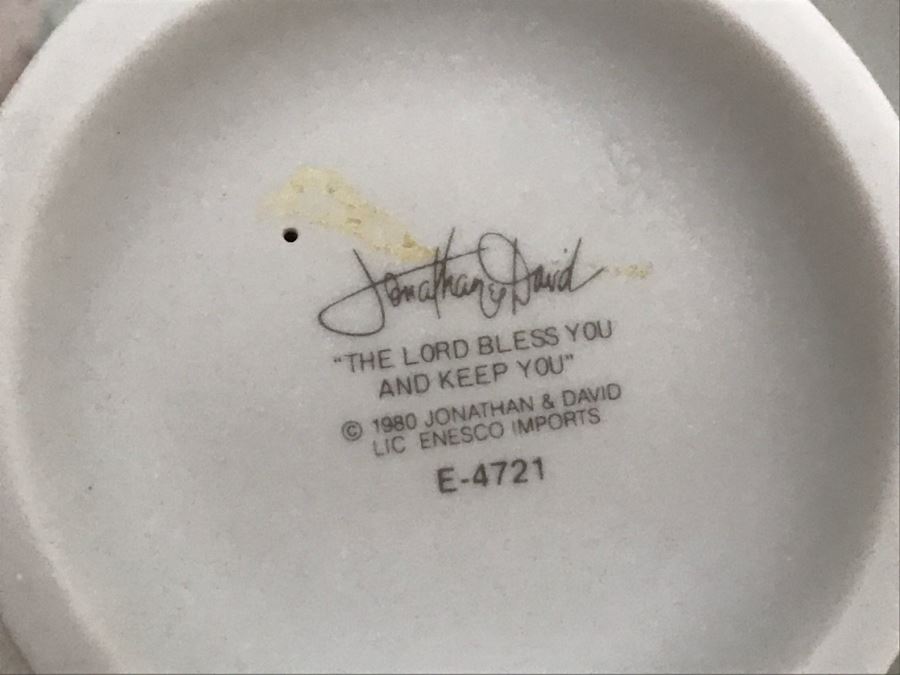 Jonathan & David
"THE LORD BLESS YOU
AND KEEP YOU"
© 1980 JONATHAN & DAVID
LIC ENESCO IMPORTS
E-4721